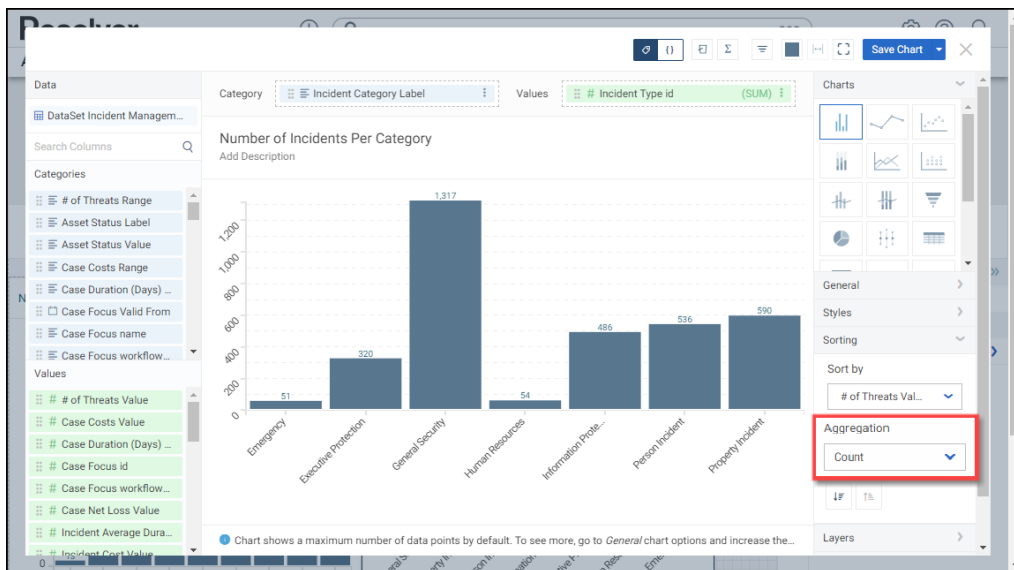 Save Chart
Data
DataSet Incident Managem...
Search Columns
Categories
# of Threats Range
Asset Status Label
Asset Status Value
Case Costs Range
Case Duration (Days) ...
Case Focus Valid From
Case Focus name
Case Focus workflow...
Values
# # of Threats Value
# Case Costs Value
# Case Duration (Days) ...
# Case Focus id
# Case Focus workflow...
# Case Net Loss Value
# Incident Average Dura...
# Incident Cost Value
Category
Incident Category Label
Values
# Incident Type id (SUM)
Number of Incidents Per Category
Add Description
1,200
1,000
800
600
400
200
0
51
320
1,317
54
486
536
590
Emergency
Executive Protection
General Security
Human Resources
Information Prote...
Person Incident
Property Incident
Chart shows a maximum number of data points by default. To see more, go to General chart options and increase the...
Charts
General
Styles
Sorting
Sort by
# of Threats Val...
Aggregation
Count
Layers